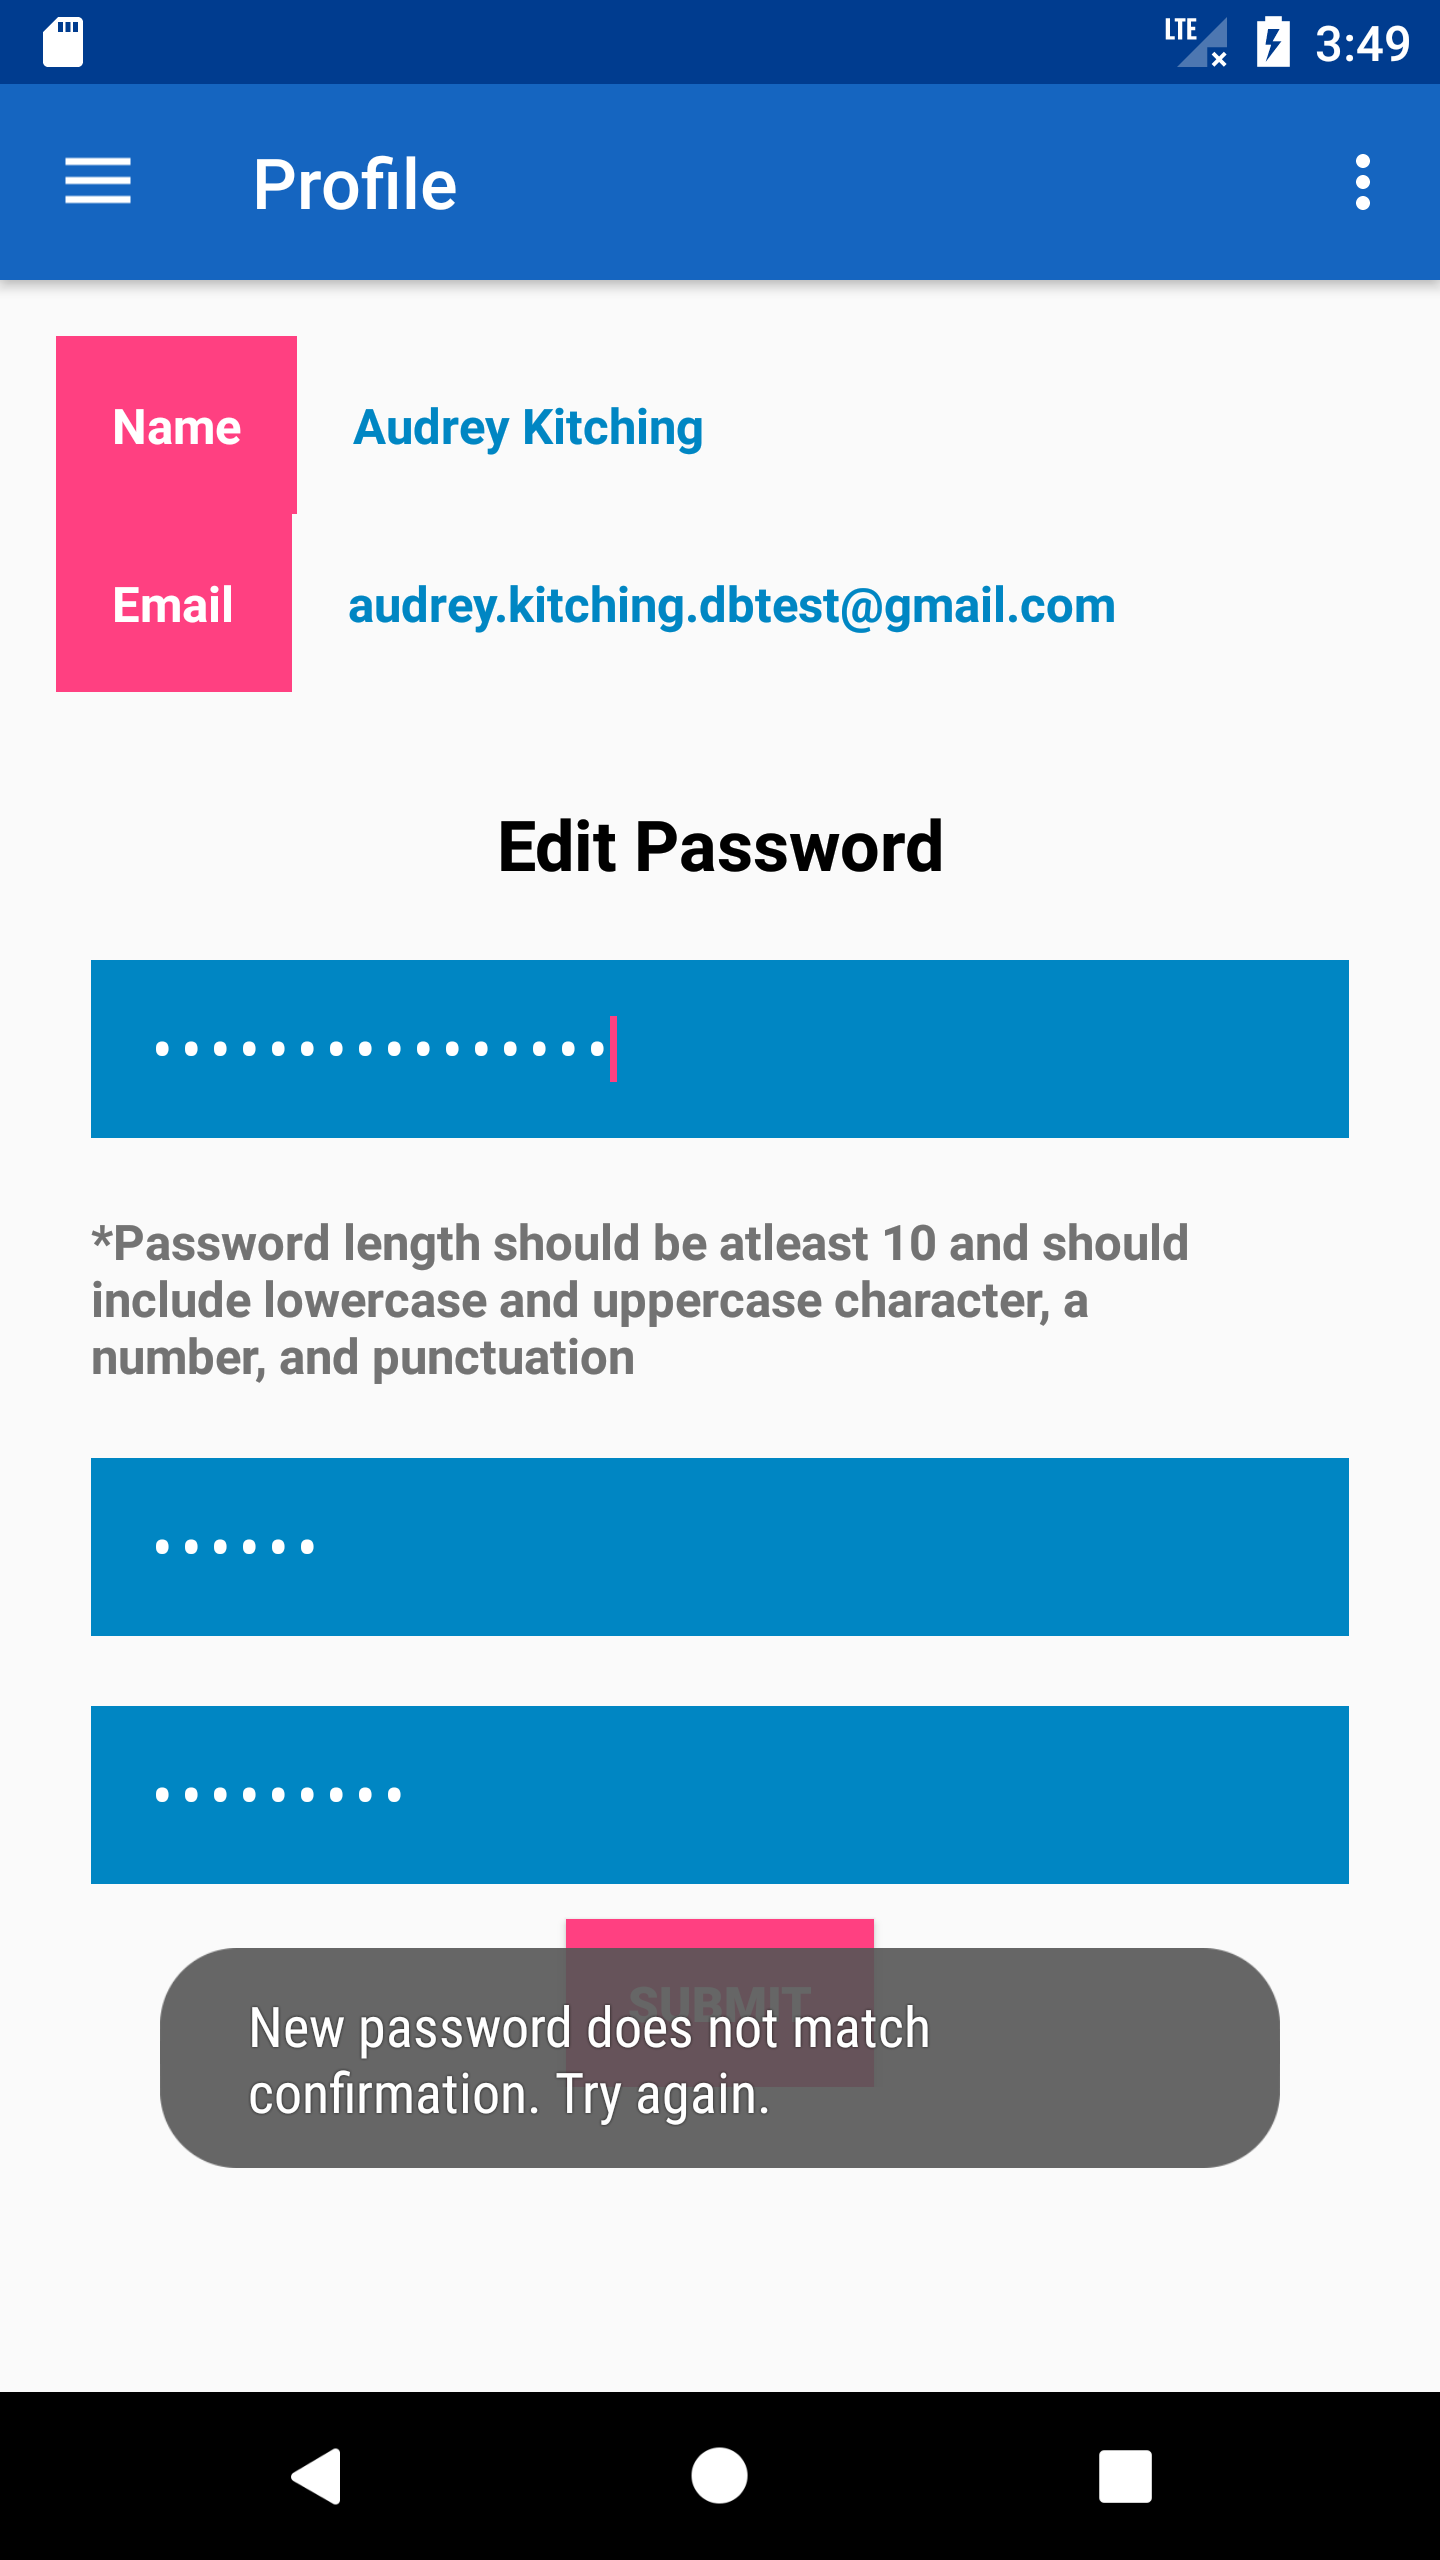 LTE 3:49
Profile
Name Audrey Kitching
Email audrey.kitching.dbtest@gmail.com
Edit Password
••••••••••••••••
*Password length should be atleast 10 and should
include lowercase and uppercase character, a
number, and punctuation
••••••
•••••••••
SUBMIT
New password does not match
confirmation. Try again.